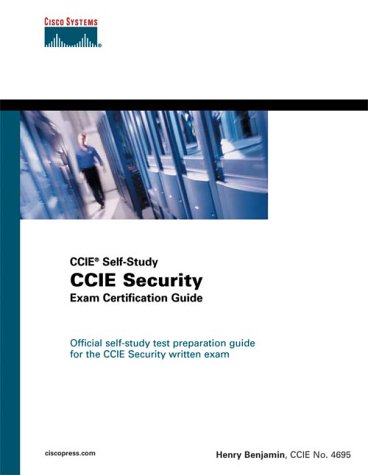 CISCO SYSTEMS
CCIE® Self-Study
CCIE Security
Exam Certification Guide
Official self-study test preparation guide
for the CCIE Security written exam
ciscopress.com
Henry Benjamin, CCIE No. 4695